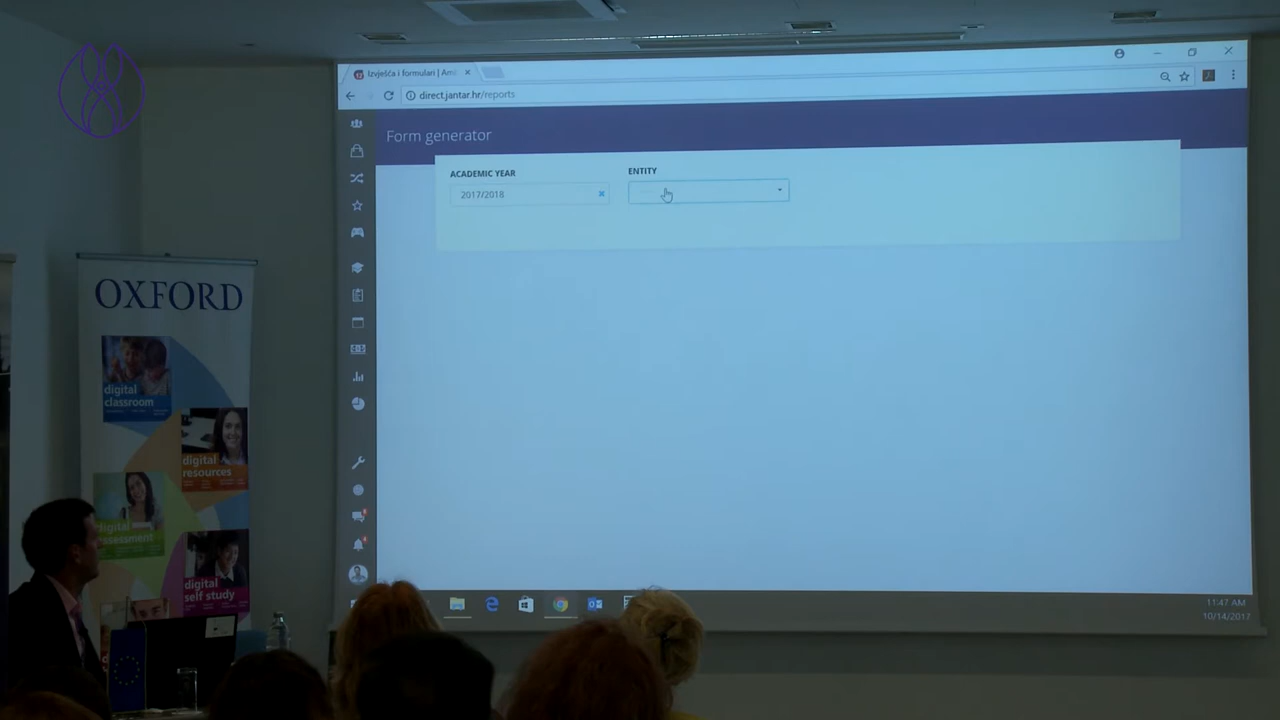 Izvješća i formulari | Am
direct.jantar.hr/reports
Form generator
ACADEMIC YEAR
ENTITY
2017/2018
OXFORD
digital
classroom
digital
resources
digital
assessment
digital
self study
11:47 AM
10/14/2017